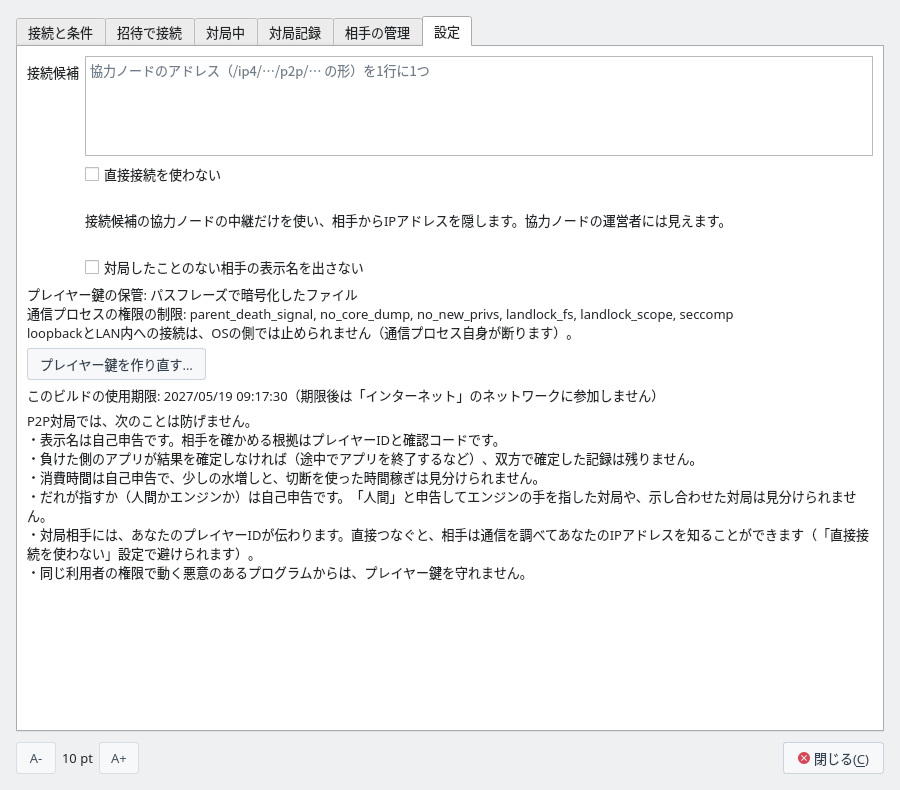 接続と条件 招待で接続 対局中 対局記録 相手の管理 設定
接続候補 協力ノードのアドレス（/ip4/…/p2p/… の形）を1行に1つ
直接接続を使わない
接続候補の協力ノードの中継だけを使い、相手からIPアドレスを隠します。協力ノードの運営者には見えます。
対局したことのない相手の表示名を出さない
プレイヤー鍵の保管: パスフレーズで暗号化したファイル
通信プロセスの権限の制限: parent_death_signal, no_core_dump, no_new_privs, landlock_fs, landlock_scope, seccomp
loopbackとLAN内への接続は、OSの側では止められません（通信プロセス自身が断ります）。
プレイヤー鍵を作り直す...
このビルドの使用期限: 2027/05/19 09:17:30（期限後は「インターネット」のネットワークに参加しません）
P2P対局では、次のことは防げません。
・表示名は自己申告です。相手を確かめる根拠はプレイヤーIDと確認コードです。
・負けた側のアプリが結果を確定しなければ（途中でアプリを終了するなど）、双方で確定した記録は残りません。
・消費時間は自己申告で、少しの水増しと、切断を使った時間稼ぎは見分けられません。
・だれが指すか（人間かエンジンか）は自己申告です。「人間」と申告してエンジンの手を指した対局や、示し合わせた対局は見分けられませ
ん。
・対局相手には、あなたのプレイヤーIDが伝わります。直接つなぐと、相手は通信を調べてあなたのIPアドレスを知ることができます（「直接接
続を使わない」設定で避けられます）。
・同じ利用者の権限で動く悪意のあるプログラムからは、プレイヤー鍵を守れません。
A- 10 pt A+ 閉じる(C)